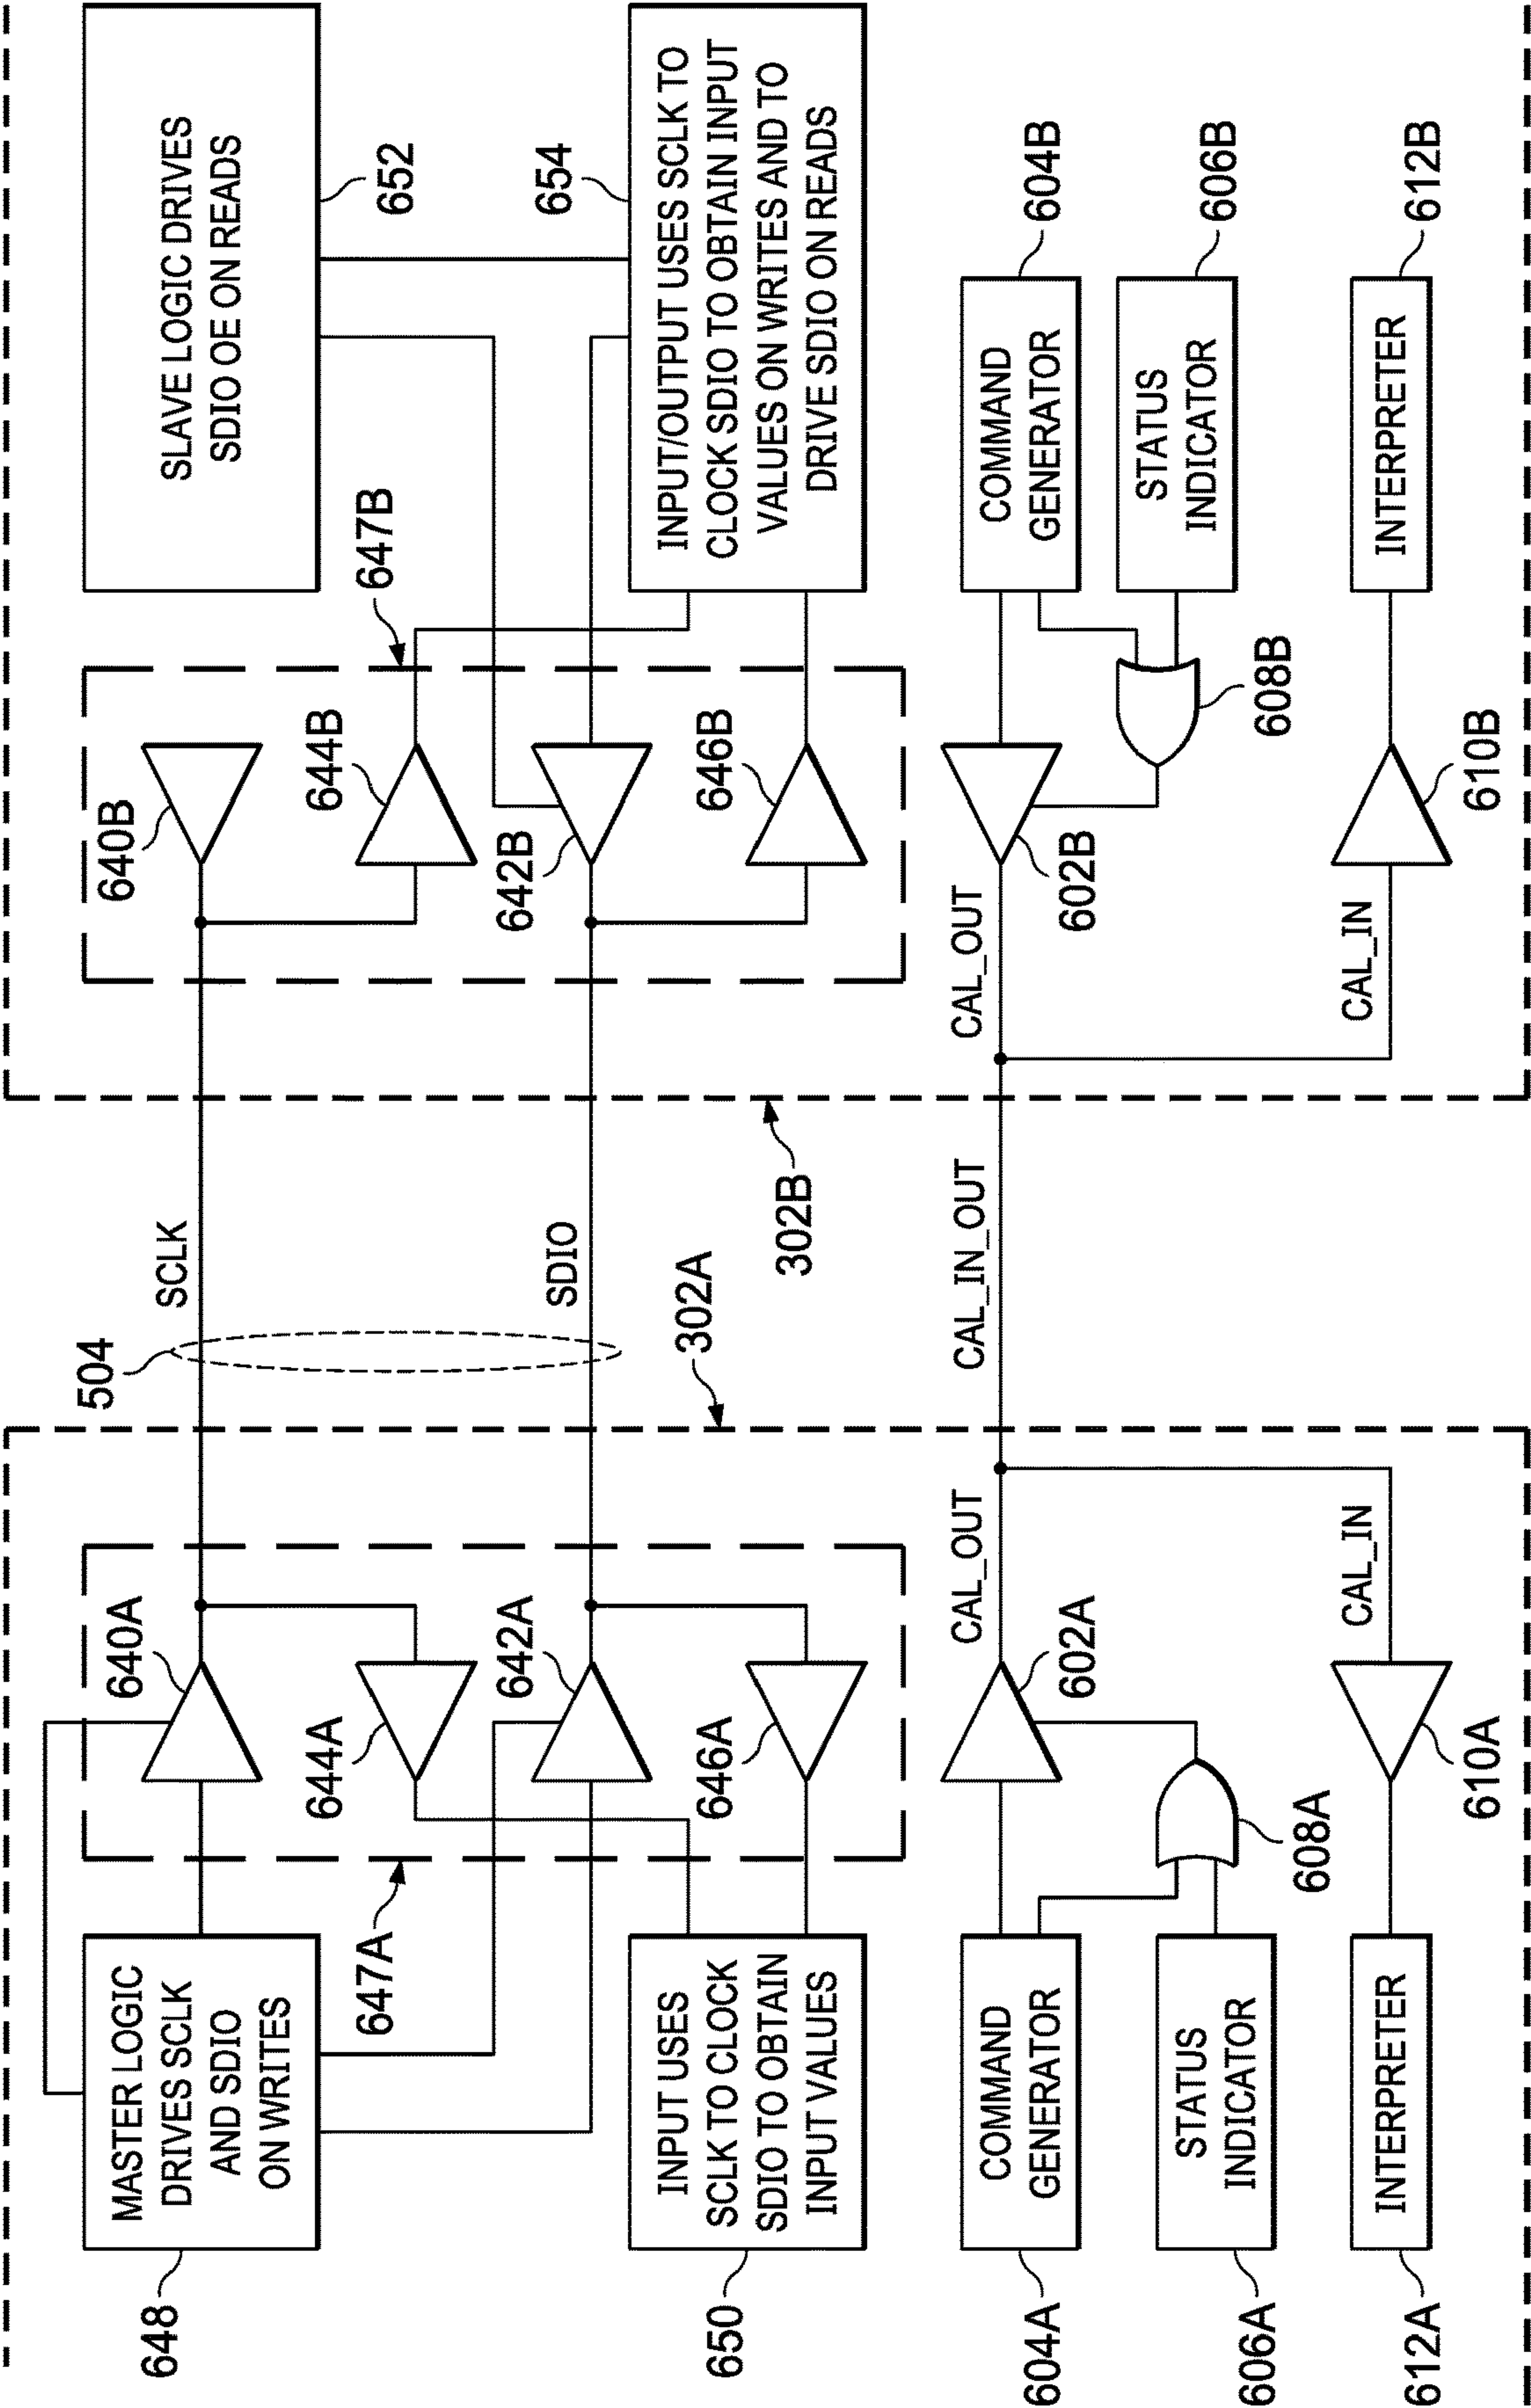 648
MASTER LOGIC
DRIVES SCLK
AND SDIO
ON WRITES
647A
640A
644A
642A
646A
650
INPUT USES
SCLK TO CLOCK
SDIO TO OBTAIN
INPUT VALUES
604A
COMMAND
GENERATOR
606A
STATUS
INDICATOR
612A
INTERPRETER
608A
602A
610A
CAL_OUT
CAL_IN
302A
504
SCLK
SDIO
CAL_IN_OUT
302B
CAL_OUT
CAL_IN
640B
644B
642B
646B
647B
602B
608B
610B
SLAVE LOGIC DRIVES
SDIO OE ON READS
652
654
INPUT/OUTPUT USES SCLK TO
CLOCK SDIO TO OBTAIN INPUT
VALUES ON WRITES AND TO
DRIVE SDIO ON READS
COMMAND
GENERATOR
604B
STATUS
INDICATOR
606B
INTERPRETER
612B